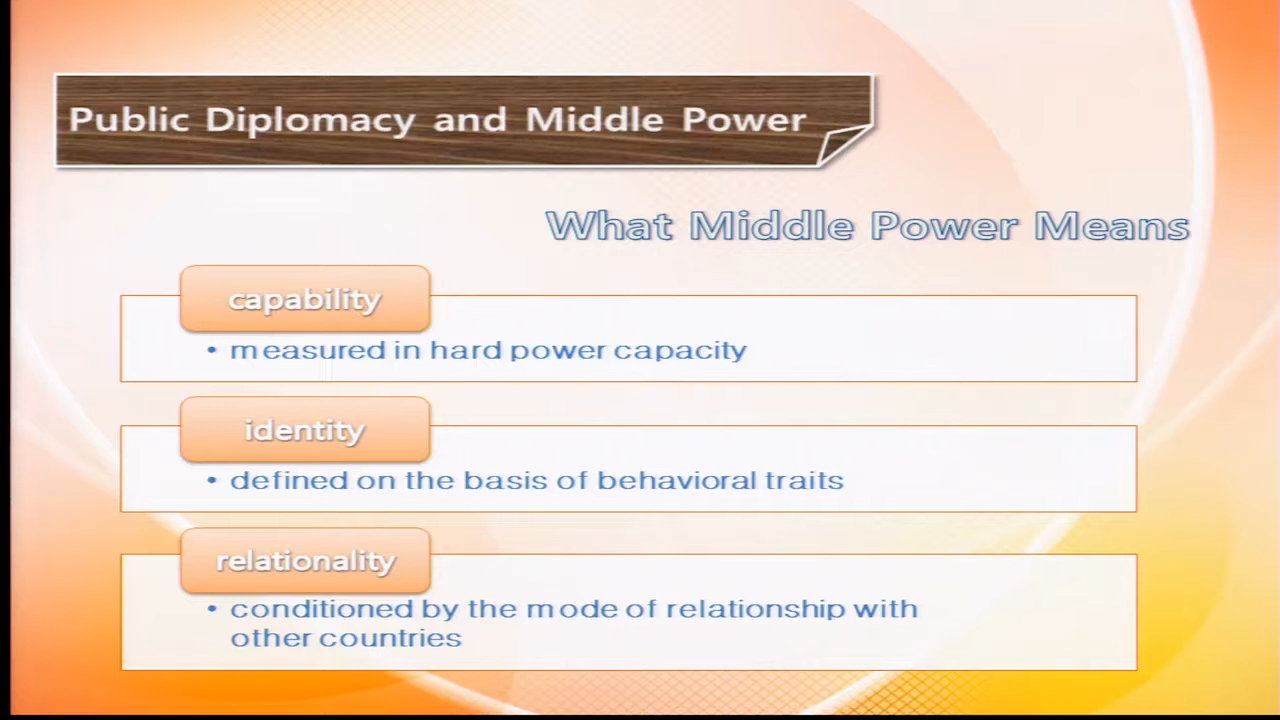 Public Diplomacy and Middle Power
What Middle Power Means
capability
• measured in hard power capacity
identity
• defined on the basis of behavioral traits
relationality
• conditioned by the mode of relationship with
other countries